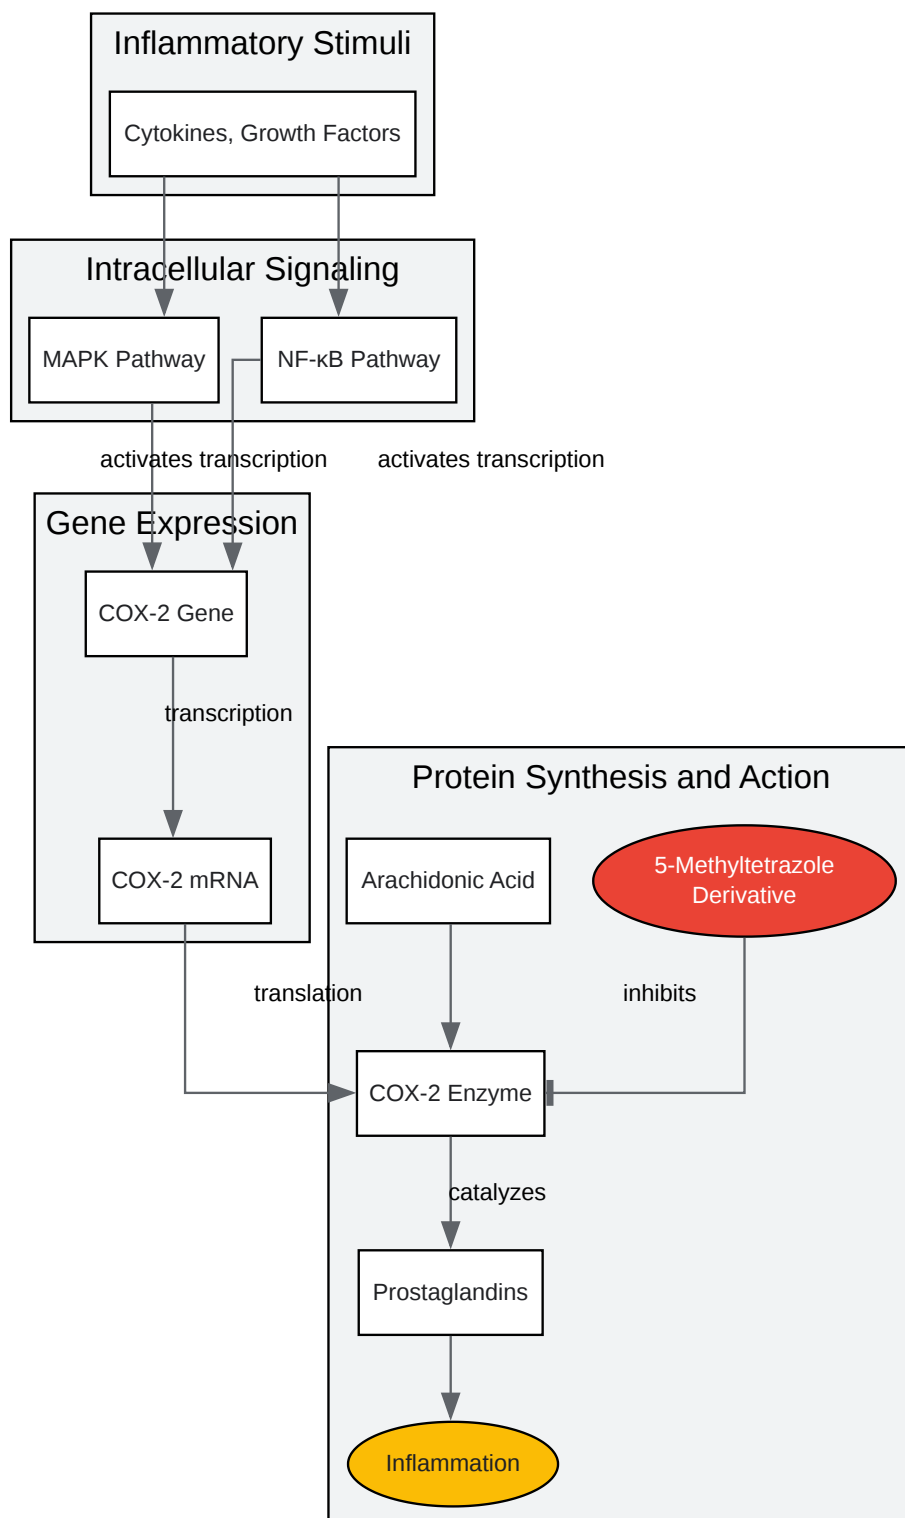 Inflammatory Stimuli
Cytokines, Growth Factors
Intracellular Signaling
MAPK Pathway
NF-κB Pathway
activates transcription
activates transcription
Gene Expression
COX-2 Gene
transcription
Protein Synthesis and Action
COX-2 mRNA
Arachidonic Acid
5-Methyltetrazole
Derivative
translation
inhibits
COX-2 Enzyme
catalyzes
Prostaglandins
Inflammation